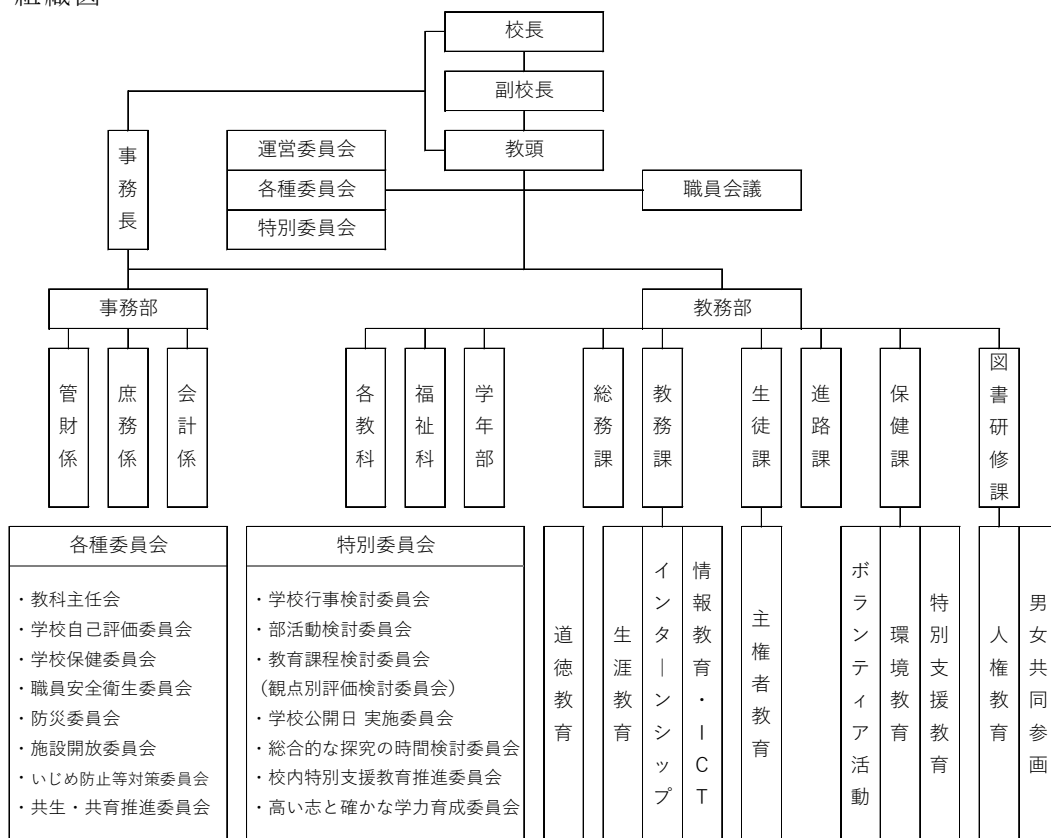 校長
副校長
教頭
事務長
運営委員会
各種委員会
特別委員会
職員会議
事務部
教務部
管財係
庶務係
会計係
各教科
福祉科
学年部
総務課
教務課
生徒課
進路課
保健課
図書研修課
各種委員会
・教科主任会
・学校自己評価委員会
・学校保健委員会
・職員安全衛生委員会
・防災委員会
・施設開放委員会
・いじめ防止等対策委員会
・共生・共育推進委員会
特別委員会
・学校行事検討委員会
・部活動検討委員会
・教育課程検討委員会
（観点別評価検討委員会）
・学校公開日 実施委員会
・総合的な探究の時間検討委員会
・校内特別支援教育推進委員会
・高い志と確かな学力育成委員会
道徳教育
生涯教育
インターンシップ
情報教育・ICT
主権者教育
ボランティア活動
環境教育
特別支援教育
人権教育
男女共同参画